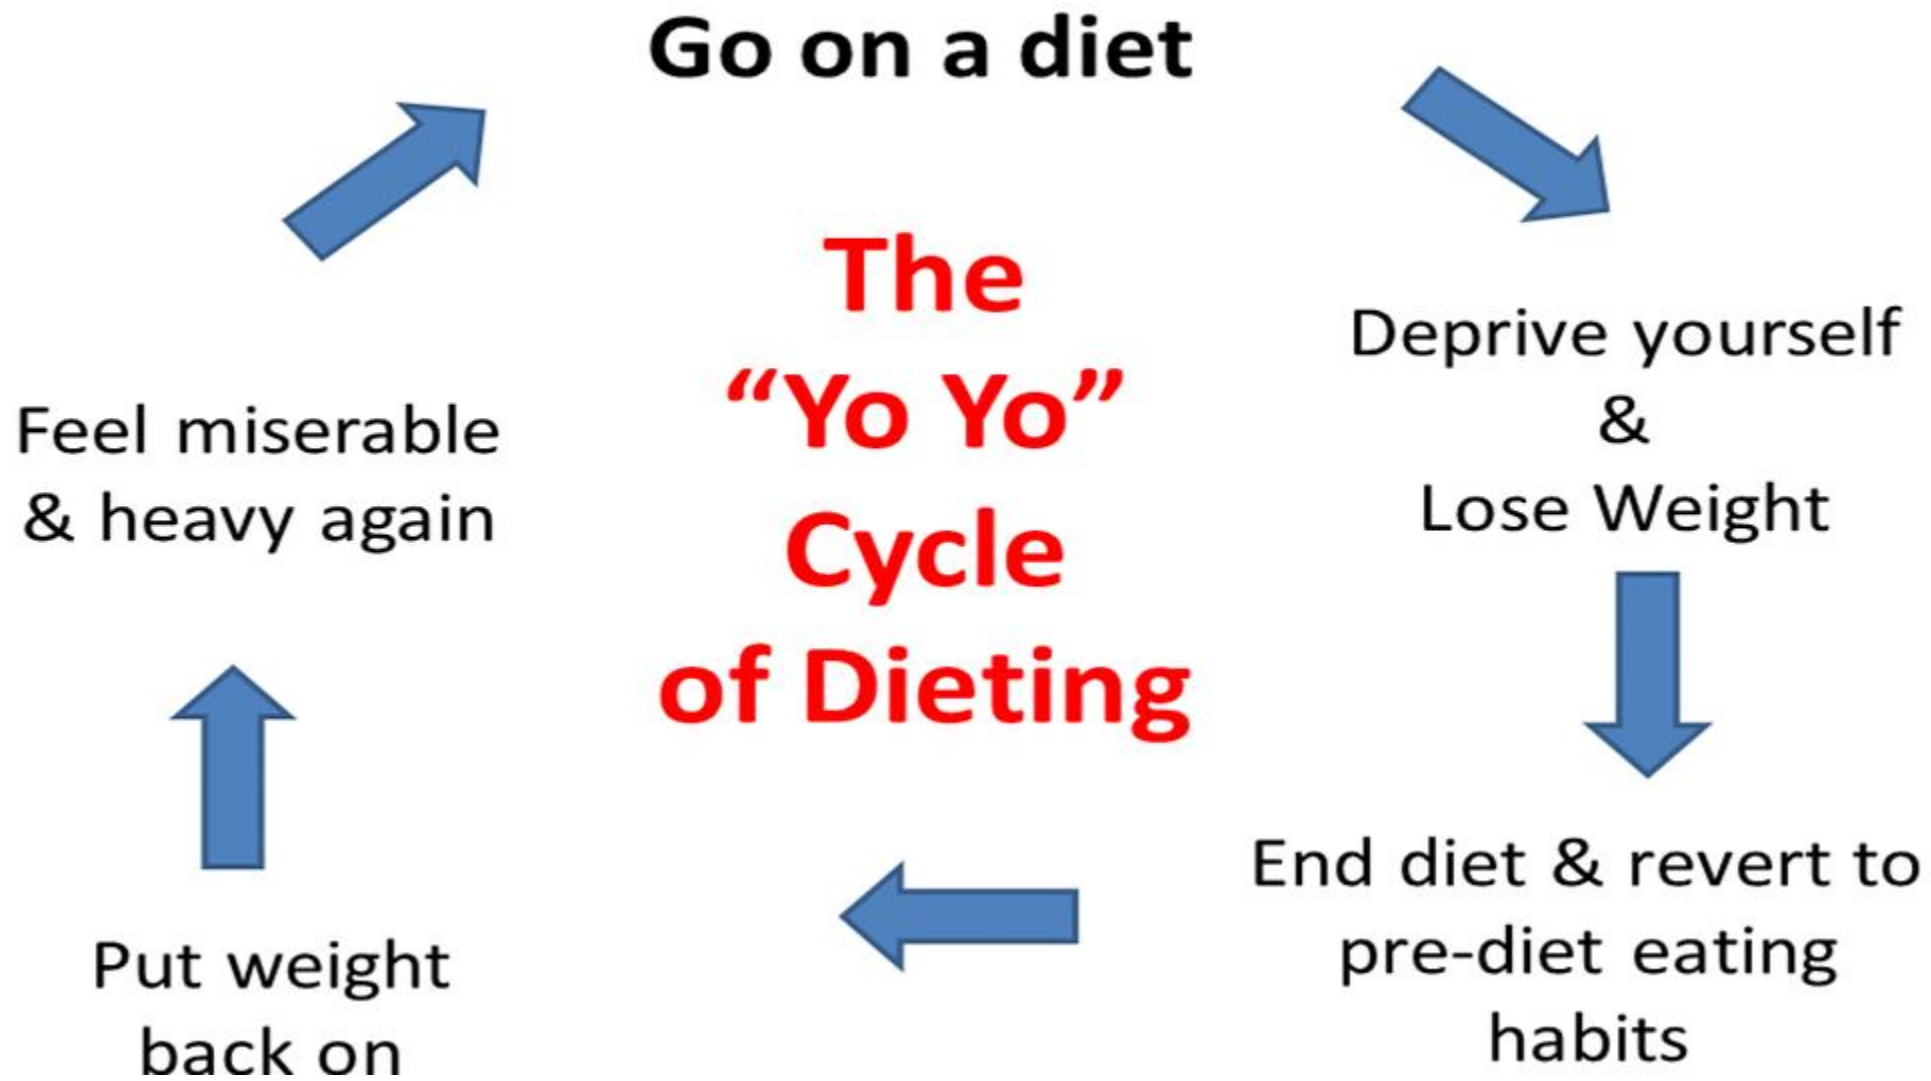 Go on a diet
The
“Yo Yo”
Cycle
of Dieting
Deprive yourself
&
Lose Weight
End diet & revert to
pre-diet eating
habits
Put weight
back on
Feel miserable
& heavy again